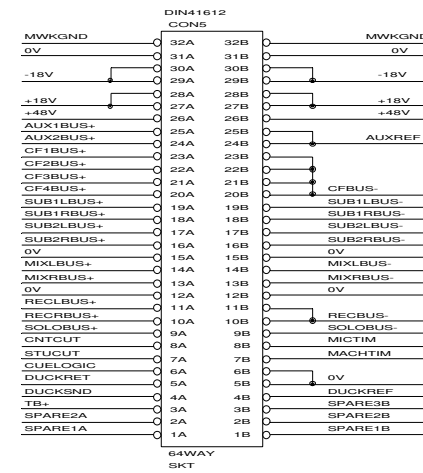 DIN41612
CON5
MWKGND 32A 32B MWKGND
0V 31A 31B 0V
30A 30B
-18V 29A 29B -18V
28A 28B
+18V 27A 27B +18V
+48V 26A 26B +48V
AUX1BUS+ 25A 25B
AUX2BUS+ 24A 24B AUXREF
CF1BUS+ 23A 23B
CF2BUS+ 22A 22B
CF3BUS+ 21A 21B
CF4BUS+ 20A 20B CFBUS-
SUB1LBUS+ 19A 19B SUB1LBUS-
SUB1RBUS+ 18A 18B SUB1RBUS-
SUB2LBUS+ 17A 17B SUB2LBUS-
SUB2RBUS+ 16A 16B SUB2RBUS-
0V 15A 15B 0V
MIXLBUS+ 14A 14B MIXLBUS-
MIXRBUS+ 13A 13B MIXRBUS-
0V 12A 12B 0V
RECLBUS+ 11A 11B
RECRBUS+ 10A 10B RECBUS-
SOLOBUS+ 9A 9B SOLOBUS-
CNTCUT 8A 8B MICTIM
STUCUT 7A 7B MACHTIM
CUELOGIC 6A 6B
DUCKRET 5A 5B 0V
DUCKSND 4A 4B DUCKREF
TB+ 3A 3B SPARE3B
SPARE2A 2A 2B SPARE2B
SPARE1A 1A 1B SPARE1B
64WAY
SKT